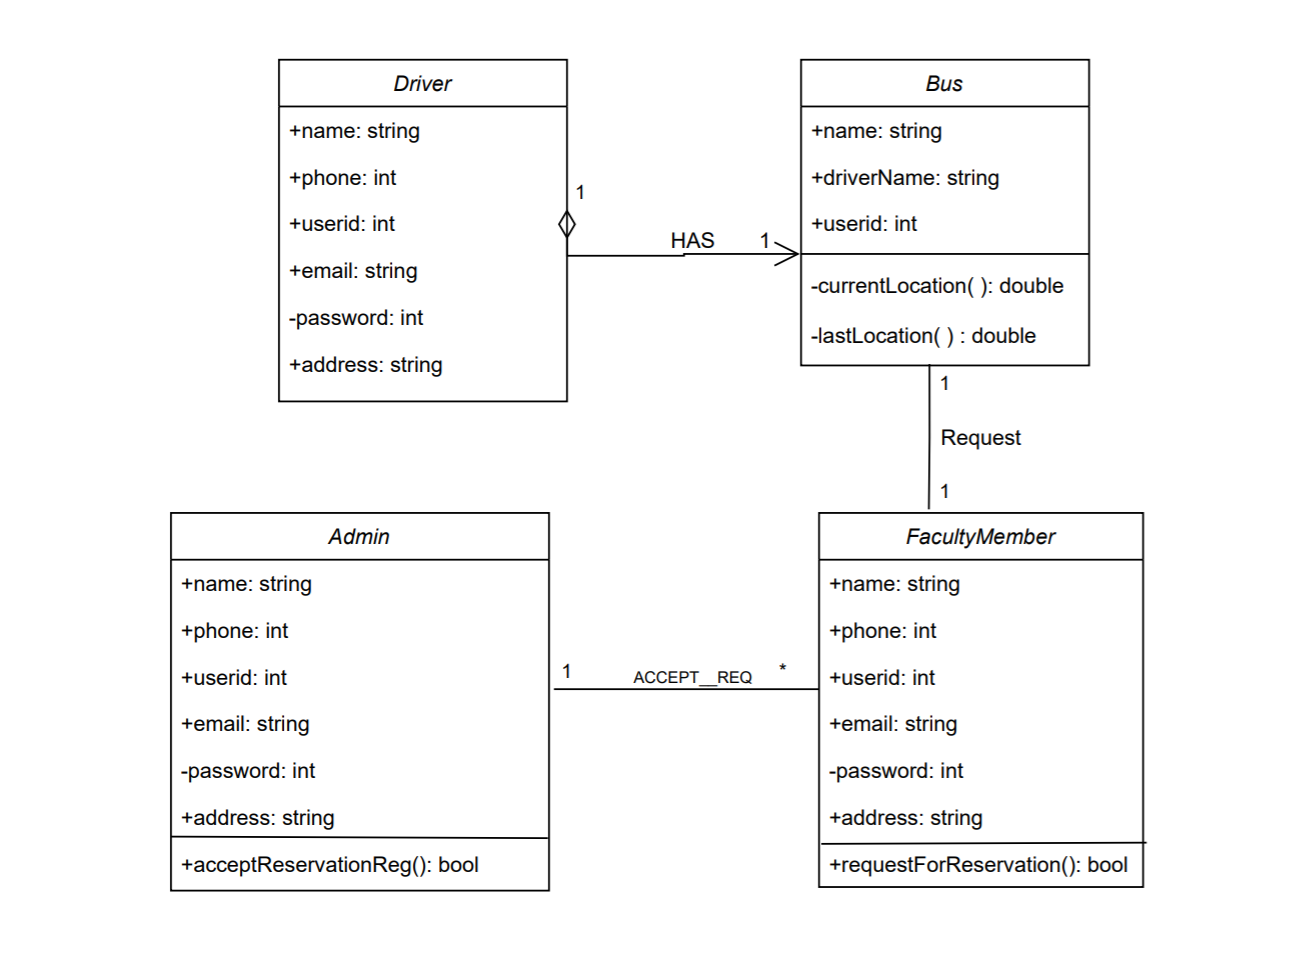 Driver
+name: string
+phone: int
+userid: int
+email: string
-password: int
+address: string
1
HAS
1
Bus
+name: string
+driverName: string
+userid: int
-currentLocation( ): double
-lastLocation( ) : double
1
Request
1
Admin
+name: string
+phone: int
+userid: int
+email: string
-password: int
+address: string
+acceptReservationReg(): bool
1
ACCEPT__REQ
*
FacultyMember
+name: string
+phone: int
+userid: int
+email: string
-password: int
+address: string
+requestForReservation(): bool